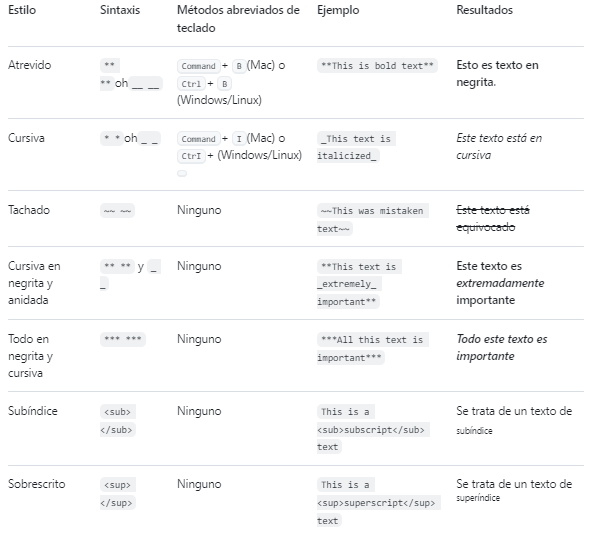 Estilo Sintaxis Métodos abreviados de Ejemplo Resultados
teclado
Atrevido ** Command + B (Mac) o **This is bold text** Esto es texto en
** oh __ __ Ctrl + B negrita.
(Windows/Linux)
Cursiva * * oh _ _ Command + I (Mac) o _This text is Este texto está en
CtrI + (Windows/Linux) italicized_ cursiva
Tachado ~~ ~~ Ninguno ~~This was mistaken Este texto está
text~~ equivocado
Cursiva en ** ** y _ Ninguno **This text is Este texto es
negrita y _ _extremely_ extremadamente
anidada important** importante
Todo en *** *** Ninguno ***All this text is Todo este texto es
negrita y important*** importante
cursiva
Subíndice <sub> Ninguno This is a Se trata de un texto de
</sub> <sub>subscript</sub> subíndice
text
Sobrescrito <sup> Ninguno This is a Se trata de un texto de
</sup> <sup>superscript</sup> superíndice
text